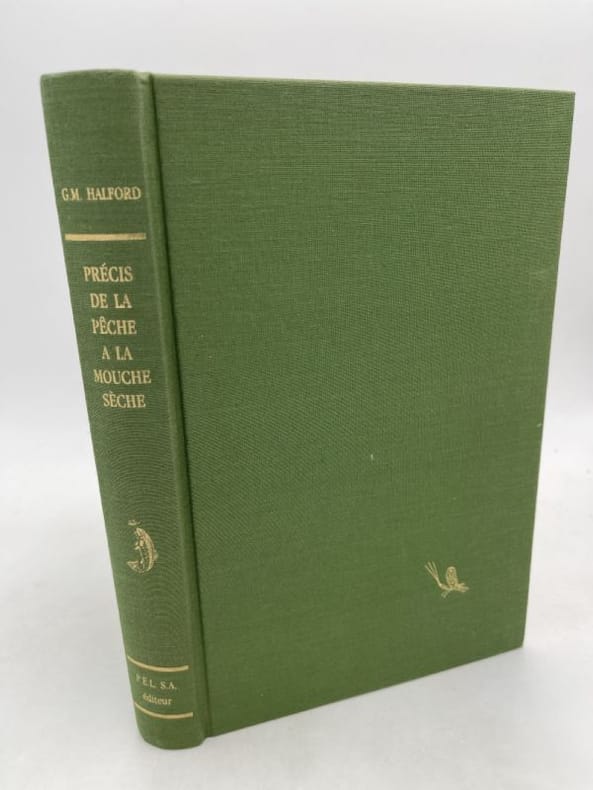 G.M. HALFORD
PRÉCIS
DE LA
PÊCHE
A LA
MOUCHE
SÈCHE
P.E.L. S.A.
éditeur